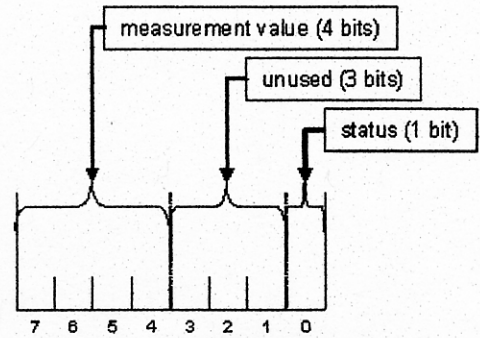 measurement value (4 bits)
unused (3 bits)
status (1 bit)
7 6 5 4 3 2 1 0